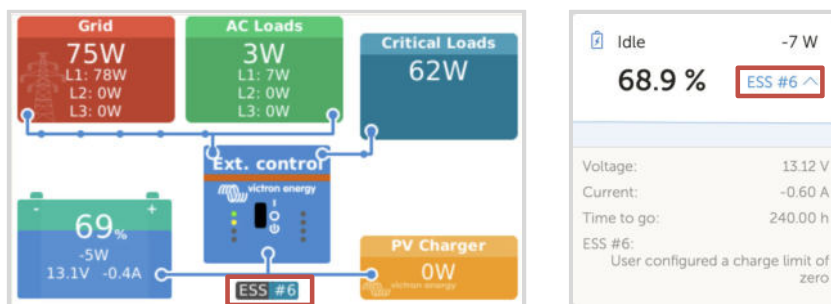 Grid
75W
L1: 78W
L2: 0W
L3: 0W
AC Loads
3W
L1: 7W
L2: 0W
L3: 0W
Critical Loads
62W
Ext. control
victron energy
- +
69%
-5W
13.1V -0.4A
ESS #6
PV Charger
0W
victron energy
Idle -7 W
68.9 % ESS #6
Voltage: 13.12 V
Current: -0.60 A
Time to go: 240.00 h
ESS #6:
User configured a charge limit of
zero